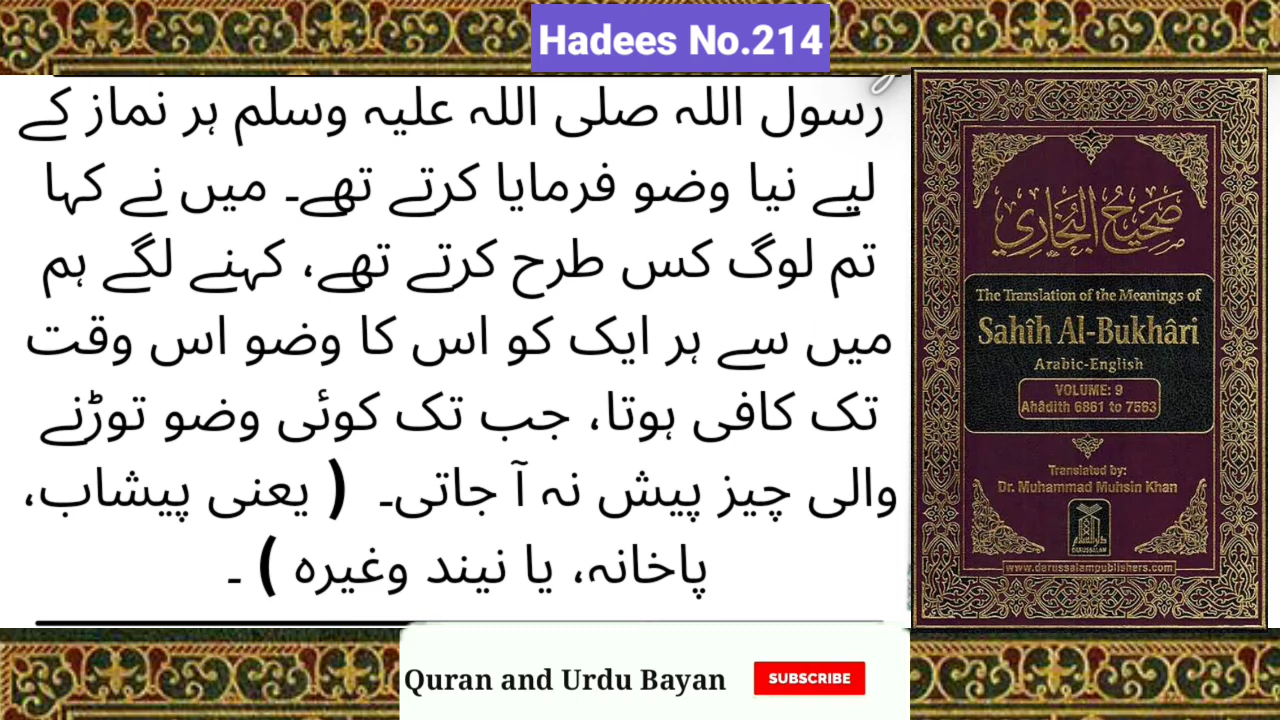 Hadees No.214
رسول اللہ صلی اللہ علیہ وسلم ہر نماز کے
لیے نیا وضو فرمایا کرتے تھے۔ میں نے کہا
تم لوگ کس طرح کرتے تھے، کہنے لگے ہم
میں سے ہر ایک کو اس کا وضو اس وقت
تک کافی ہوتا، جب تک کوئی وضو توڑنے
والی چیز پیش نہ آ جاتی۔ ( یعنی پیشاب،
پاخانہ، یا نیند وغیرہ ) ۔
صَحِيحُ البُخَارِي
The Translation of the Meanings of
Sahîh Al-Bukhâri
Arabic-English
VOLUME: 9
Ahâdith 6861 to 7563
Translated by:
Dr. Muhammad Muhsin Khan
DARUSSALAM
www.darussalampublishers.com
Quran and Urdu Bayan
SUBSCRIBE